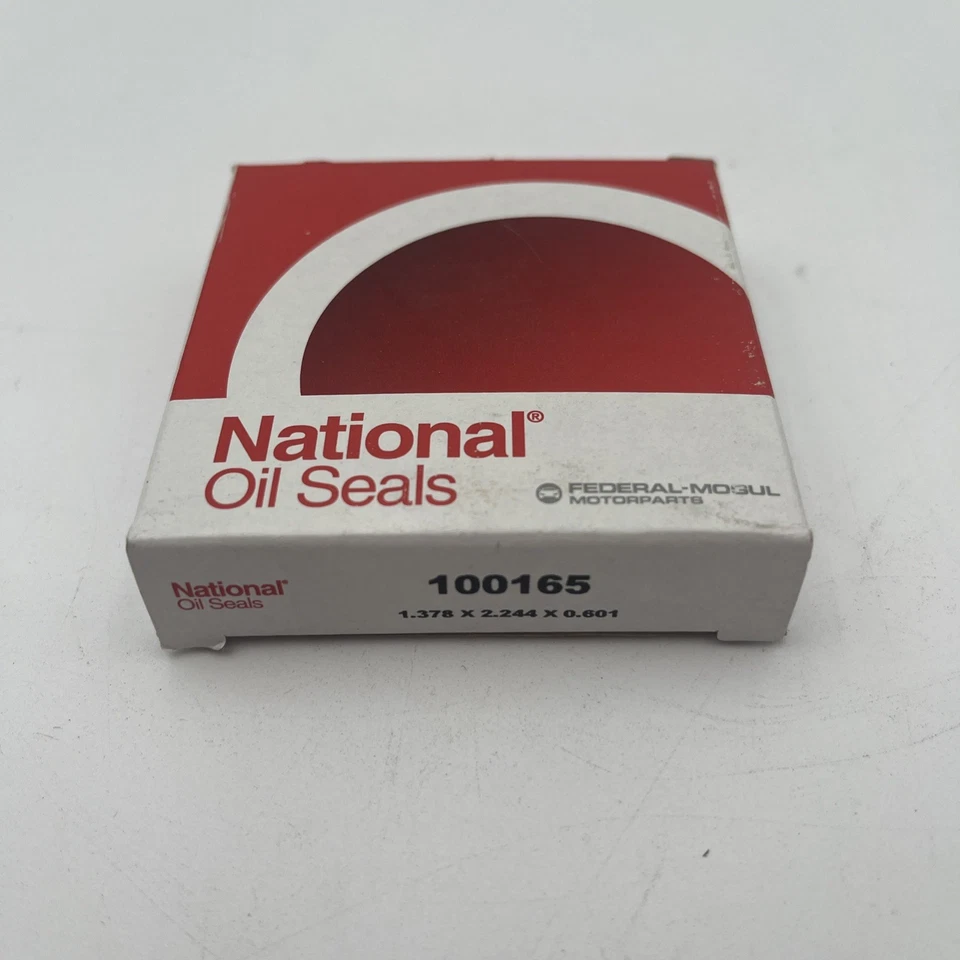 National®
Oil Seals
FEDERAL-MOGUL
MOTORPARTS
National®
Oil Seals
100165
1.378 X 2.244 X 0.601